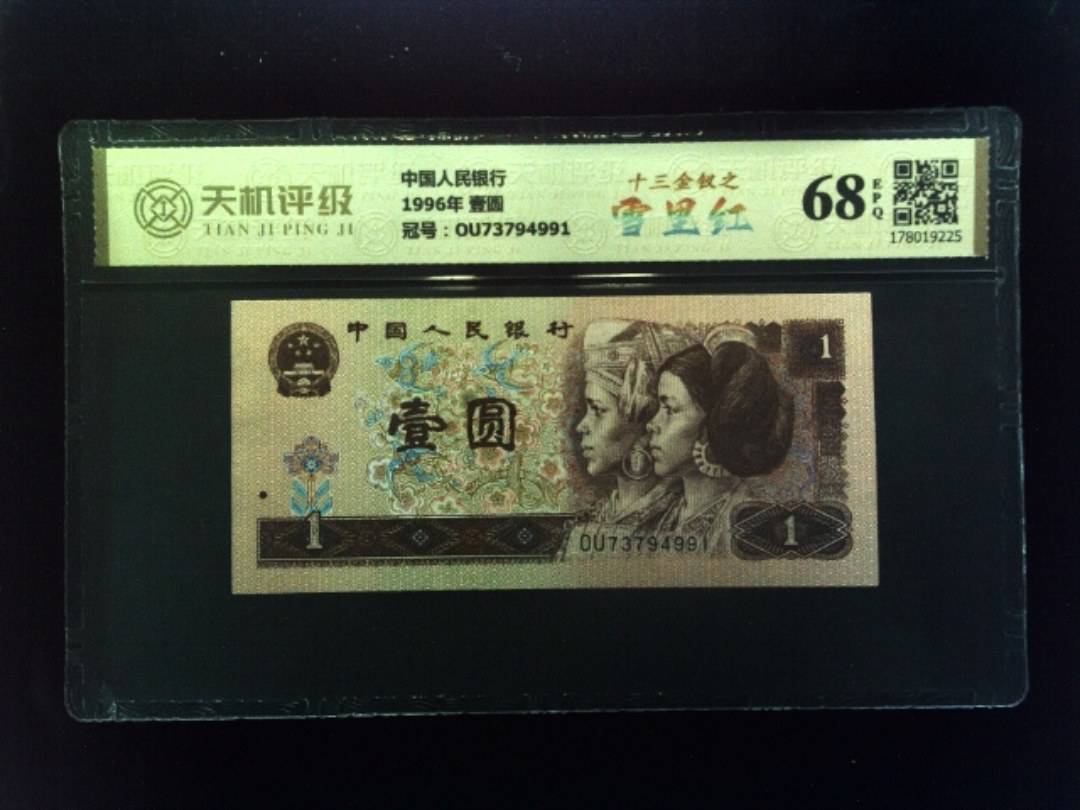 天机评级
TIAN JI PING JI
中国人民银行
1996年 壹圆
冠号：OU73794991
十三金钗之
雪里红
68
EPQ
178019225
中国人民银行
1
壹圆
1
OU73794991
1